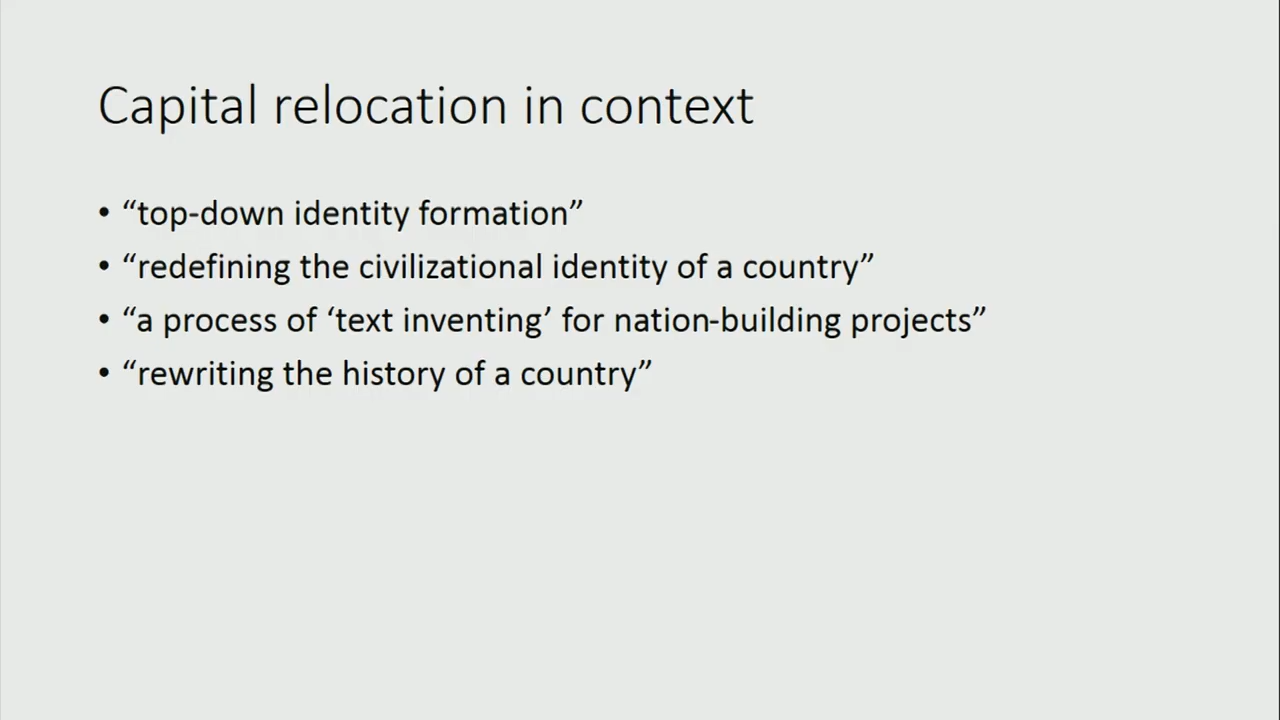 Capital relocation in context
• “top-down identity formation”
• “redefining the civilizational identity of a country”
• “a process of ‘text inventing’ for nation-building projects”
• “rewriting the history of a country”